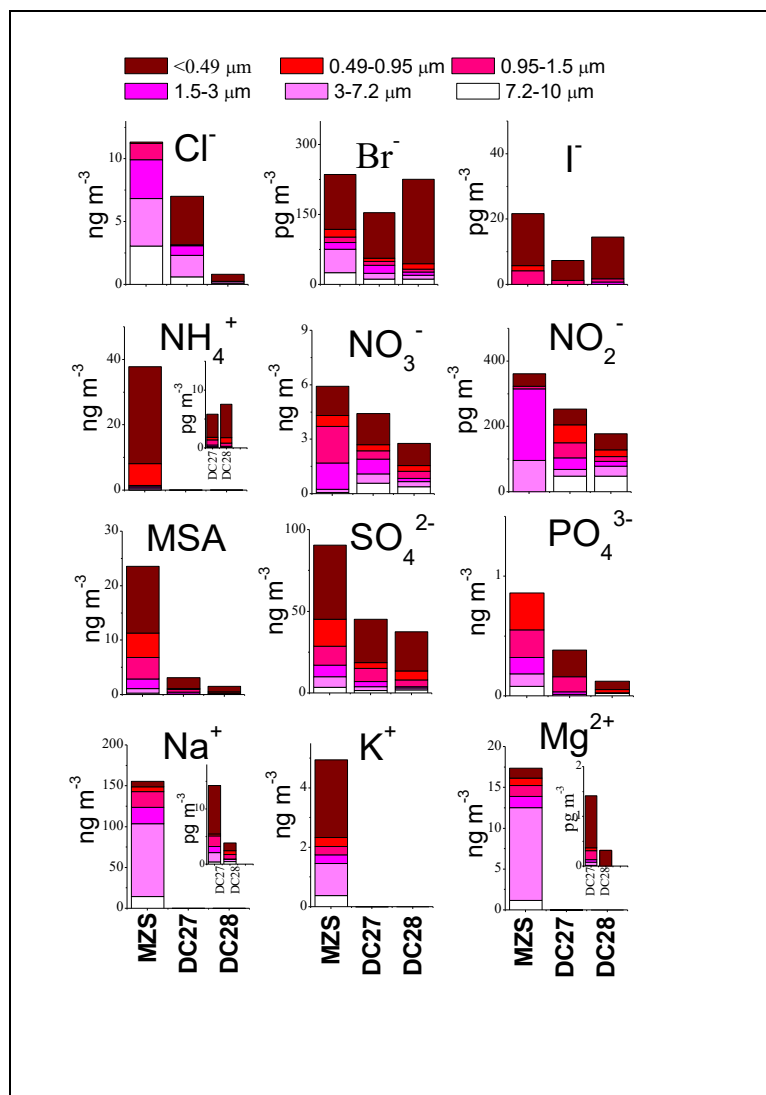 <0.49 μm 0.49-0.95 μm 0.95-1.5 μm
1.5-3 μm 3-7.2 μm 7.2-10 μm
Cl⁻
ng m⁻³
10
5
0
Br⁻
pg m⁻³
300
150
0
I⁻
pg m⁻³
40
20
0
NH₄⁺
ng m⁻³
40
20
0
pg m⁻³
10
0
DC27
DC28
NO₃⁻
ng m⁻³
9
6
3
0
NO₂⁻
pg m⁻³
400
200
0
MSA
ng m⁻³
30
20
10
0
SO₄²⁻
ng m⁻³
100
50
0
PO₄³⁻
ng m⁻³
1
0
Na⁺
ng m⁻³
200
150
100
50
0
pg m⁻³
10
0
DC27
DC28
K⁺
ng m⁻³
4
2
0
Mg²⁺
ng m⁻³
20
15
10
5
0
pg m⁻³
2
1
0
DC27
DC28
MZS
DC27
DC28
MZS
DC27
DC28
MZS
DC27
DC28